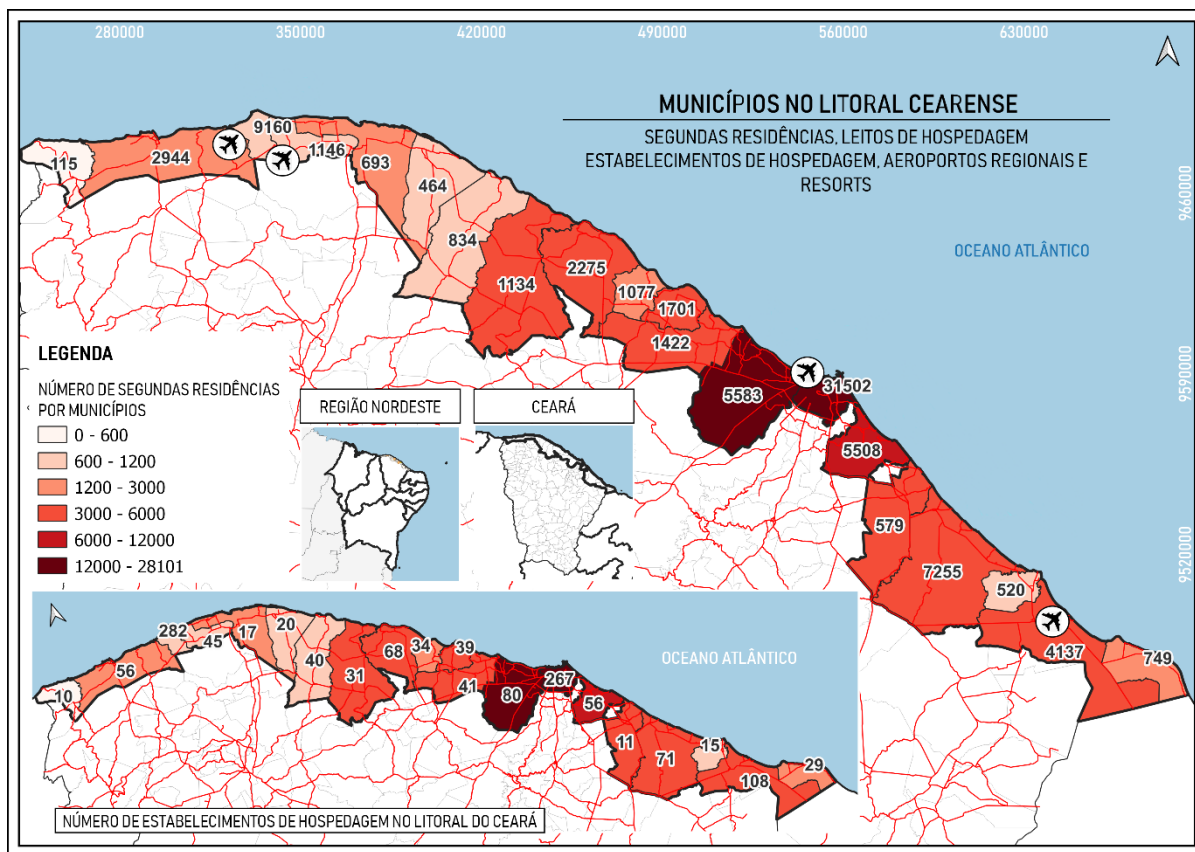 280000 350000 420000 490000 560000 630000
MUNICÍPIOS NO LITORAL CEARENSE
SEGUNDAS RESIDÊNCIAS, LEITOS DE HOSPEDAGEM
ESTABELECIMENTOS DE HOSPEDAGEM, AEROPORTOS REGIONAIS E
RESORTS
OCEANO ATLÂNTICO
9660000
9590000
9520000
115
2944
9160
1146
693
464
834
1134
2275
1077
1701
1422
5583
31502
5508
579
7255
520
4137
749
LEGENDA
NÚMERO DE SEGUNDAS RESIDÊNCIAS
POR MUNICÍPIOS
0 - 600
600 - 1200
1200 - 3000
3000 - 6000
6000 - 12000
12000 - 28101
REGIÃO NORDESTE
CEARÁ
OCEANO ATLÂNTICO
10
56
282
45
17
20
40
31
68
34
39
41
80
267
56
11
71
15
108
29
NÚMERO DE ESTABELECIMENTOS DE HOSPEDAGEM NO LITORAL DO CEARÁ